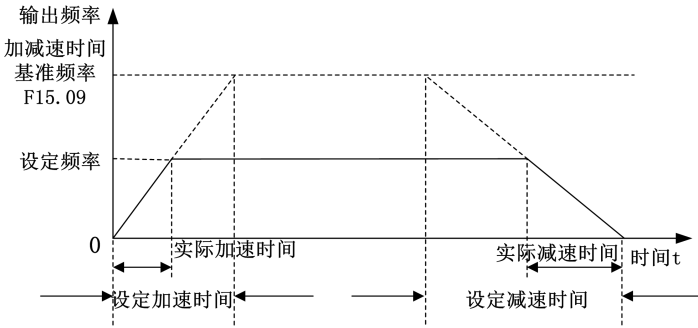 输出频率
加减速时间
基准频率
F15.09
设定频率
0
实际加速时间
实际减速时间
时间t
设定加速时间
设定减速时间